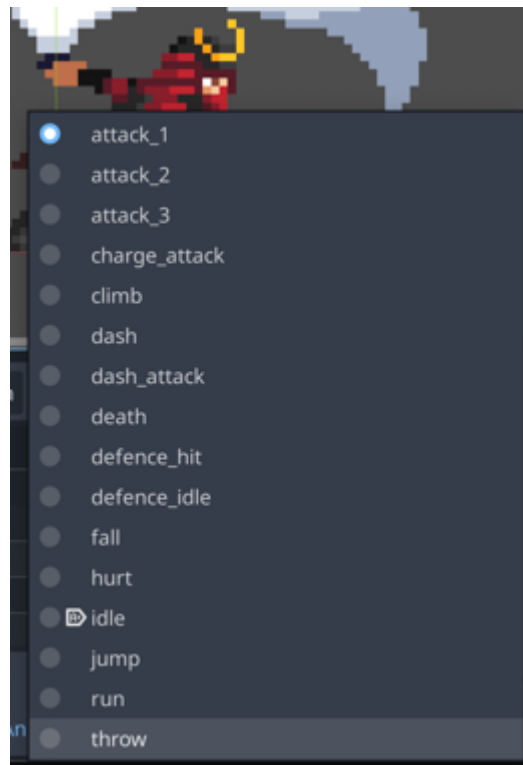 attack_1
attack_2
attack_3
charge_attack
climb
dash
dash_attack
death
defence_hit
defence_idle
fall
hurt
idle
jump
run
throw